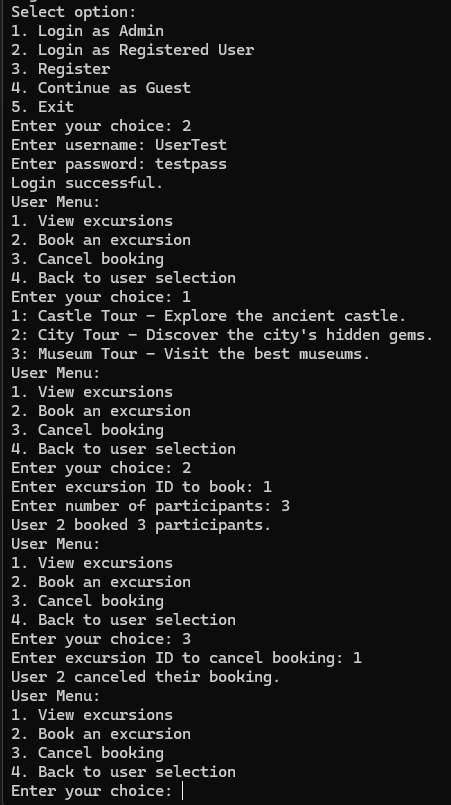 Select option:
1. Login as Admin
2. Login as Registered User
3. Register
4. Continue as Guest
5. Exit
Enter your choice: 2
Enter username: UserTest
Enter password: testpass
Login successful.
User Menu:
1. View excursions
2. Book an excursion
3. Cancel booking
4. Back to user selection
Enter your choice: 1
1: Castle Tour - Explore the ancient castle.
2: City Tour - Discover the city's hidden gems.
3: Museum Tour - Visit the best museums.
User Menu:
1. View excursions
2. Book an excursion
3. Cancel booking
4. Back to user selection
Enter your choice: 2
Enter excursion ID to book: 1
Enter number of participants: 3
User 2 booked 3 participants.
User Menu:
1. View excursions
2. Book an excursion
3. Cancel booking
4. Back to user selection
Enter your choice: 3
Enter excursion ID to cancel booking: 1
User 2 canceled their booking.
User Menu:
1. View excursions
2. Book an excursion
3. Cancel booking
4. Back to user selection
Enter your choice: